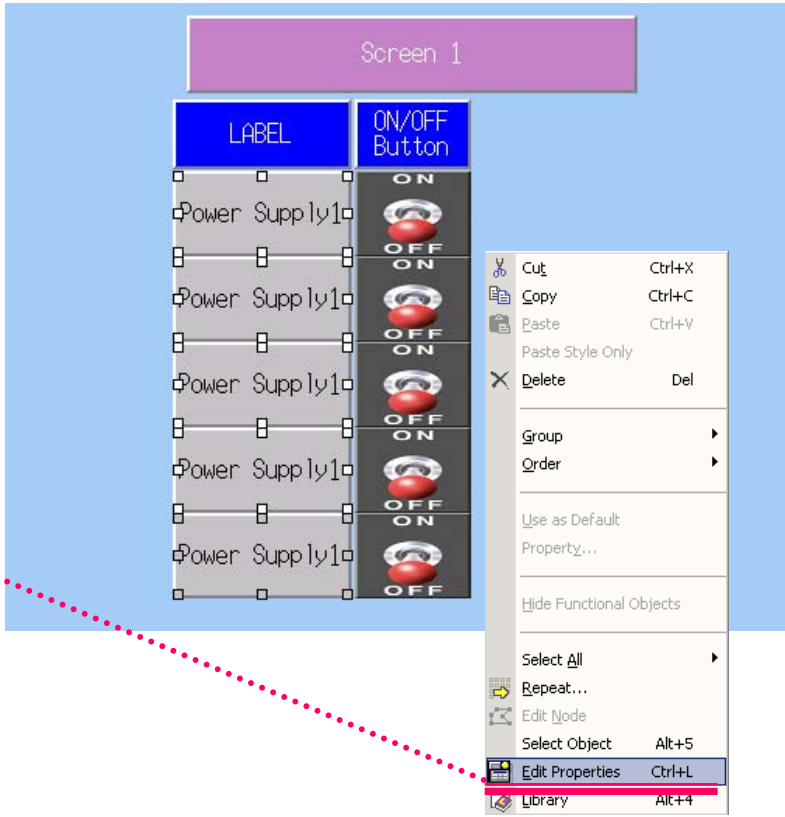 Screen 1
LABEL
ON/OFF
Button
ON
Power Supply1
OFF
ON
Power Supply1
OFF
ON
Power Supply1
OFF
ON
Power Supply1
OFF
ON
Power Supply1
OFF
Cut Ctrl+X
Copy Ctrl+C
Paste Ctrl+V
Paste Style Only
Delete Del
Group
Order
Use as Default
Property...
Hide Functional Objects
Select All
Repeat...
Edit Node
Select Object Alt+5
Edit Properties Ctrl+L
Library Alt+4